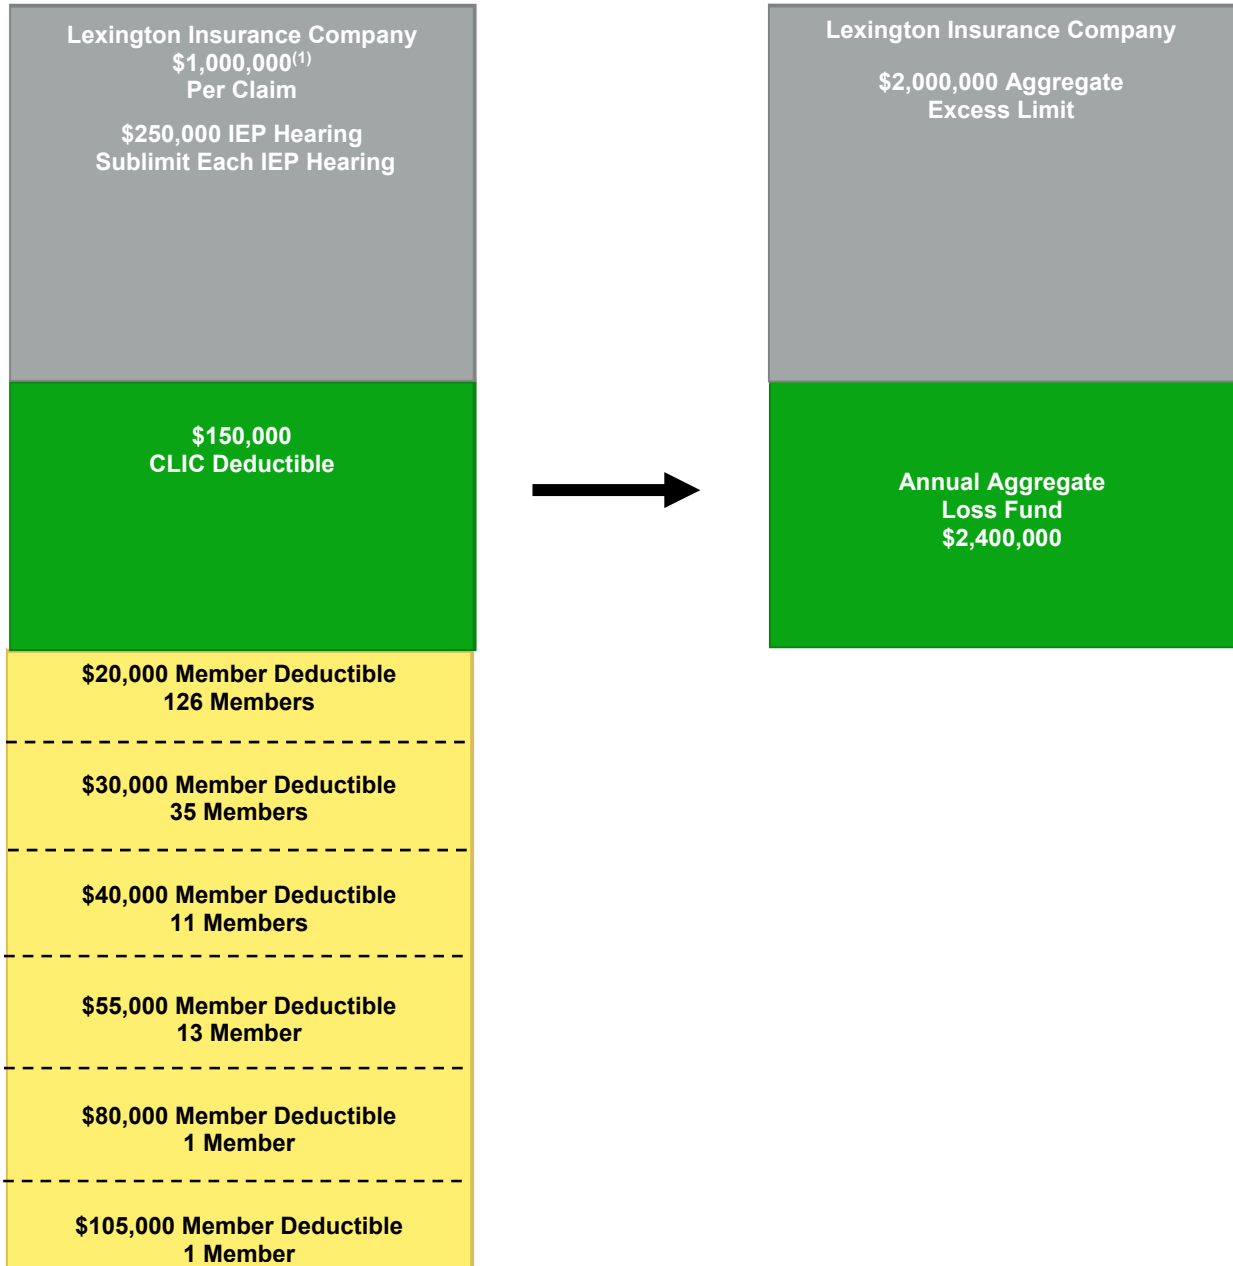 Lexington Insurance Company
$1,000,000(1)
Per Claim
$250,000 IEP Hearing
Sublimit Each IEP Hearing
$150,000
CLIC Deductible
$20,000 Member Deductible
126 Members
$30,000 Member Deductible
35 Members
$40,000 Member Deductible
11 Members
$55,000 Member Deductible
13 Member
$80,000 Member Deductible
1 Member
$105,000 Member Deductible
1 Member
Lexington Insurance Company
$2,000,000 Aggregate
Excess Limit
Annual Aggregate
Loss Fund
$2,400,000